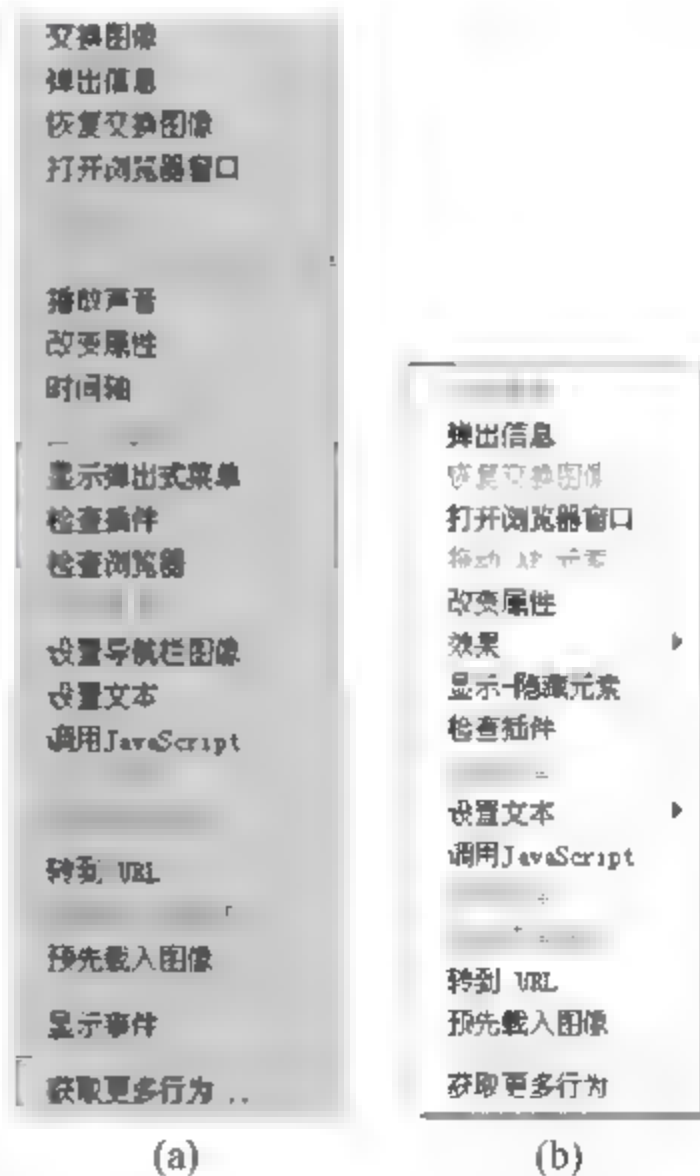 交换图像
弹出信息
恢复交换图像
打开浏览器窗口
播放声音
改变属性
时间轴
显示弹出式菜单
检查插件
检查浏览器
设置导航栏图像
设置文本
调用JavaScript
转到 URL
预先载入图像
显示事件
获取更多行为 ..
(a)
弹出信息
恢复交换图像
打开浏览器窗口
拖动 AP 元素
改变属性
效果
显示-隐藏元素
检查插件
设置文本
调用JavaScript
转到 URL
预先载入图像
获取更多行为
(b)